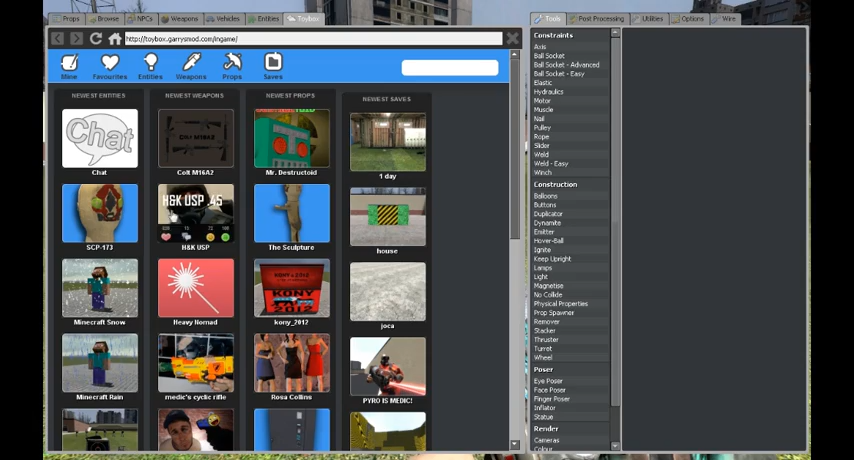 Props Browse NPCs Weapons Vehicles Entities Toybox
Tools Post Processing Utilities Options Wire
http://toybox.garrysmod.com/ingame/
Mine Favourites Entities Weapons Props Saves
NEWEST ENTITIES
Chat
Chat
SCP-173
Minecraft Snow
Minecraft Rain
NEWEST WEAPONS
Colt M16A2
Colt M16A2
H&K USP .45
H&K USP
Heavy Nomad
medic's cyclic rifle
NEWEST PROPS
Mr. Destructoid
The Sculpture
KONY 2012
kony_2012
Rosa Collins
NEWEST SAVES
1 day
house
joca
PYRO IS MEDIC!
Constraints
Axis
Ball Socket
Ball Socket - Advanced
Ball Socket - Easy
Elastic
Hydraulics
Motor
Muscle
Nail
Pulley
Rope
Slider
Weld
Weld - Easy
Winch
Construction
Balloons
Buttons
Duplicator
Dynamite
Emitter
Hover-Ball
Ignite
Keep Upright
Lamps
Light
Magnetise
No Collide
Physical Properties
Prop Spawner
Remover
Stacker
Thruster
Turret
Wheel
Poser
Eye Poser
Face Poser
Finger Poser
Inflator
Statue
Render
Cameras
Colour